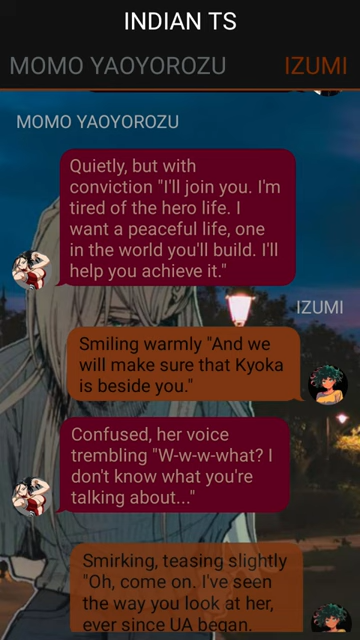 INDIAN TS
MOMO YAOYOROZU
IZUMI
MOMO YAOYOROZU
Quietly, but with
conviction "I'll join you. I'm
tired of the hero life. I
want a peaceful life, one
in the world you'll build. I'll
help you achieve it."
IZUMI
Smiling warmly "And we
will make sure that Kyoka
is beside you."
Confused, her voice
trembling "W-w-w-what? I
don't know what you're
talking about..."
Smirking, teasing slightly
"Oh, come on. I've seen
the way you look at her,
ever since UA began.